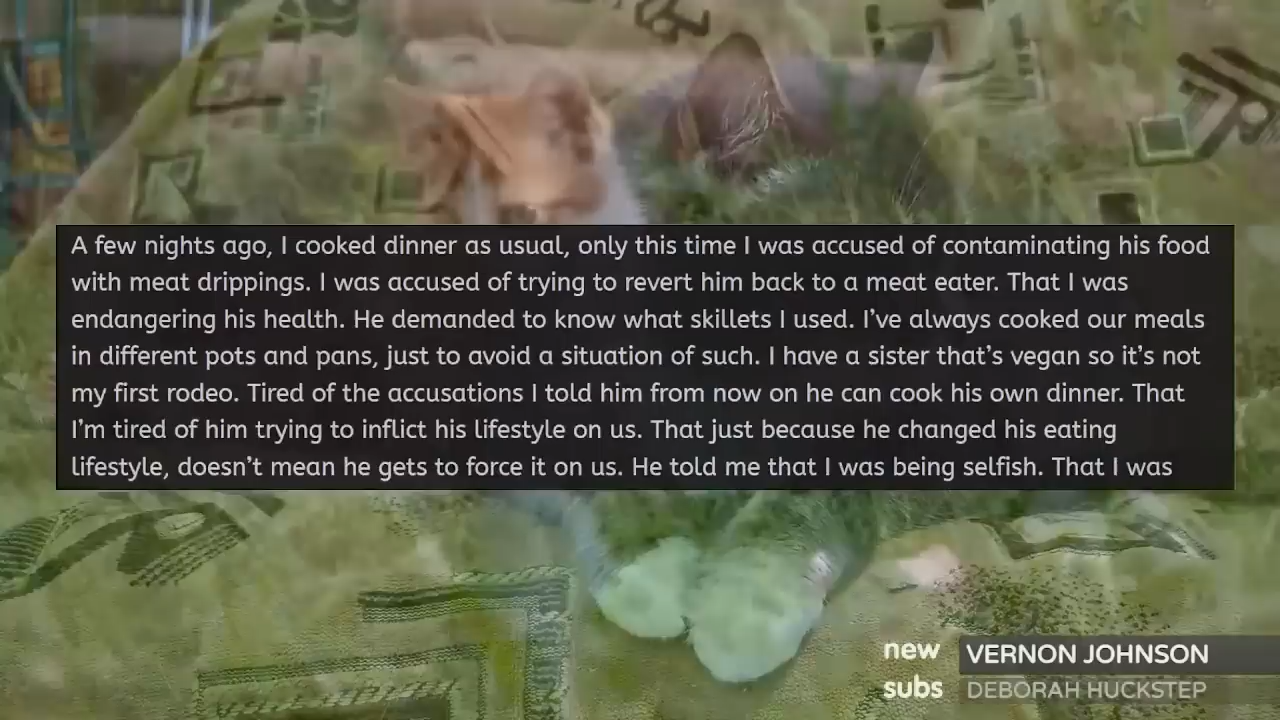 A few nights ago, I cooked dinner as usual, only this time I was accused of contaminating his food
with meat drippings. I was accused of trying to revert him back to a meat eater. That I was
endangering his health. He demanded to know what skillets I used. I've always cooked our meals
in different pots and pans, just to avoid a situation of such. I have a sister that's vegan so it's not
my first rodeo. Tired of the accusations I told him from now on he can cook his own dinner. That
I'm tired of him trying to inflict his lifestyle on us. That just because he changed his eating
lifestyle, doesn't mean he gets to force it on us. He told me that I was being selfish. That I was
new VERNON JOHNSON
subs DEBORAH HUCKSTEP